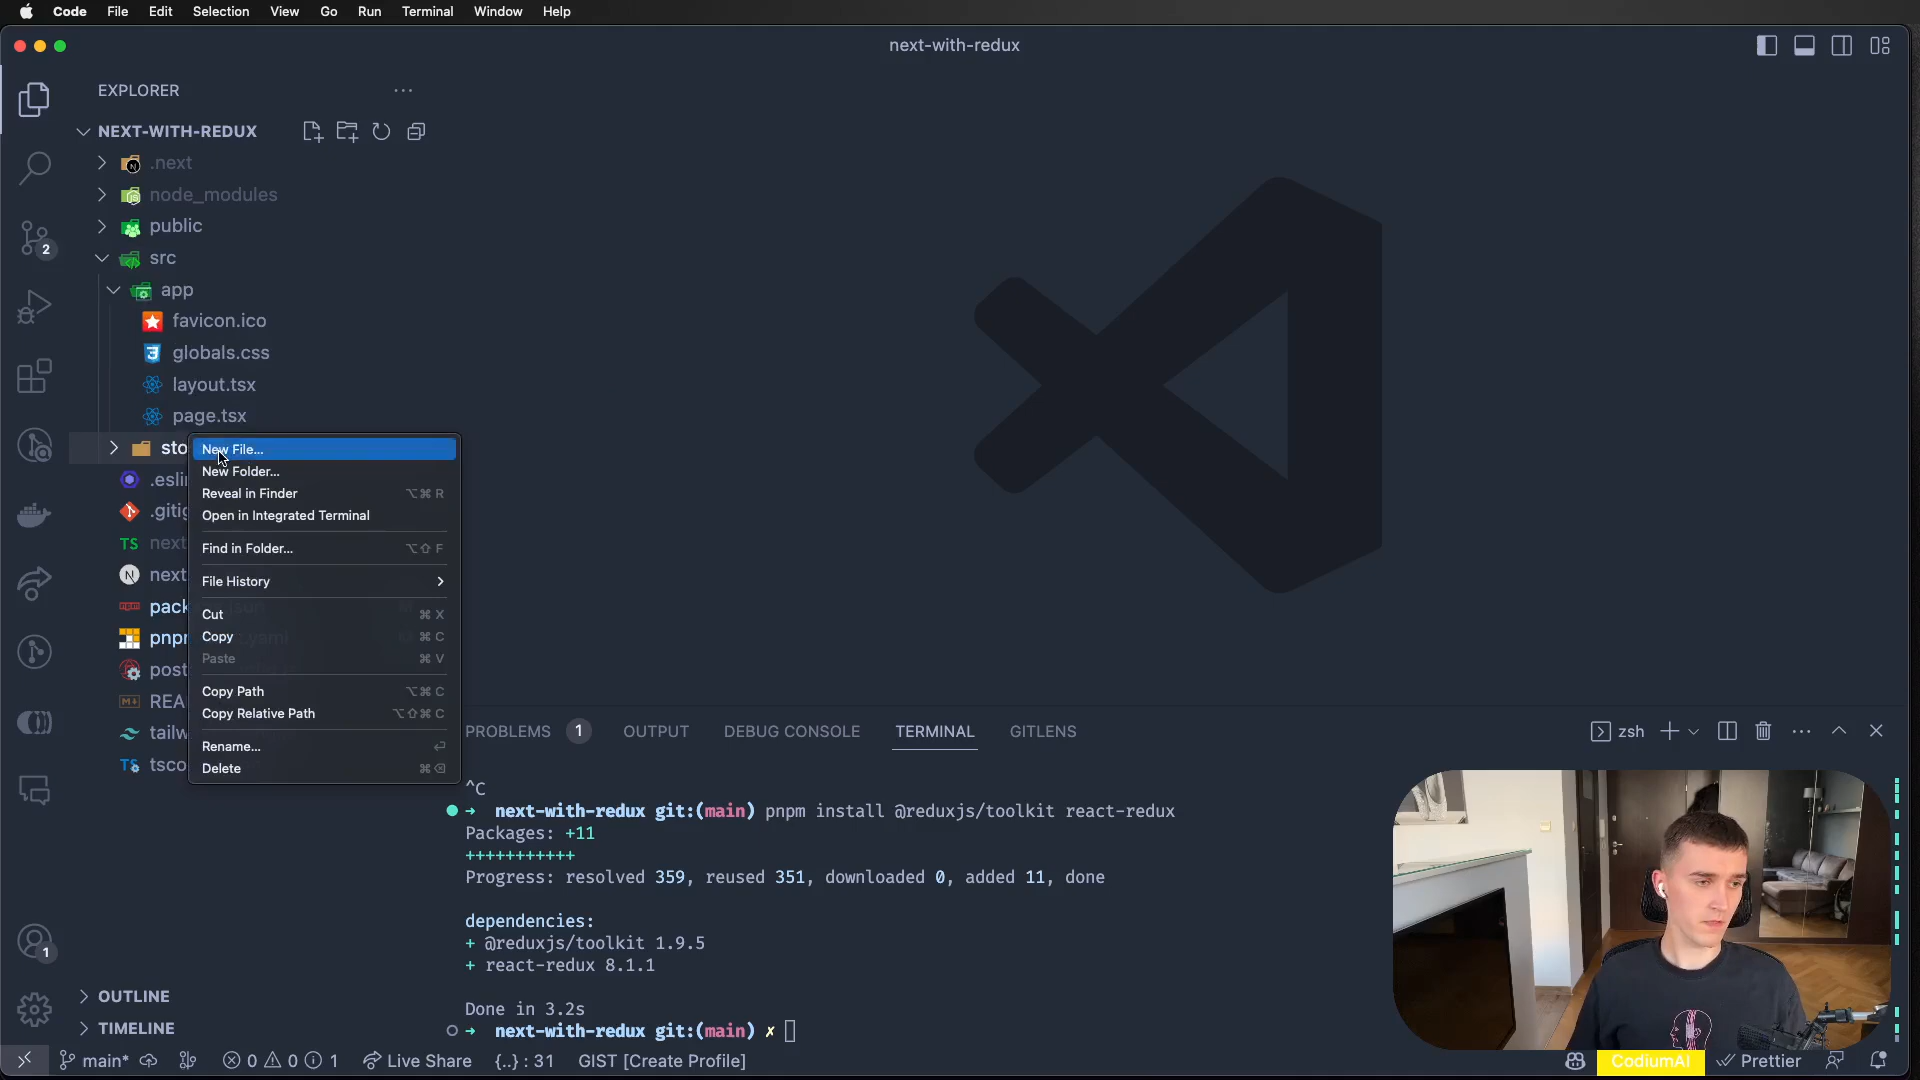 Code File Edit Selection View Go Run Terminal Window Help
next-with-redux
EXPLORER
NEXT-WITH-REDUX
.next
node_modules
public
src
app
favicon.ico
globals.css
layout.tsx
page.tsx
sto
.eslin
.gitig
next
next
pack
pnpm
post
REA
tailw
tsco
New File...
New Folder...
Reveal in Finder ⌥⌘ R
Open in Integrated Terminal
Find in Folder... ⌥⇧ F
File History
Cut ⌘ X
Copy ⌘ C
Paste ⌘ V
Copy Path ⌥⌘ C
Copy Relative Path ⌥⇧⌘ C
Rename... ⏎
Delete ⌘⌫
2
1
OUTLINE
TIMELINE
PROBLEMS 1 OUTPUT DEBUG CONSOLE TERMINAL GITLENS
zsh
^C
→ next-with-redux git:(main) pnpm install @reduxjs/toolkit react-redux
Packages: +11
+++++++++++
Progress: resolved 359, reused 351, downloaded 0, added 11, done
dependencies:
+ @reduxjs/toolkit 1.9.5
+ react-redux 8.1.1
Done in 3.2s
→ next-with-redux git:(main) ✗
main* 0 0 1 Live Share {..} : 31 GIST [Create Profile] CodiumAI Prettier